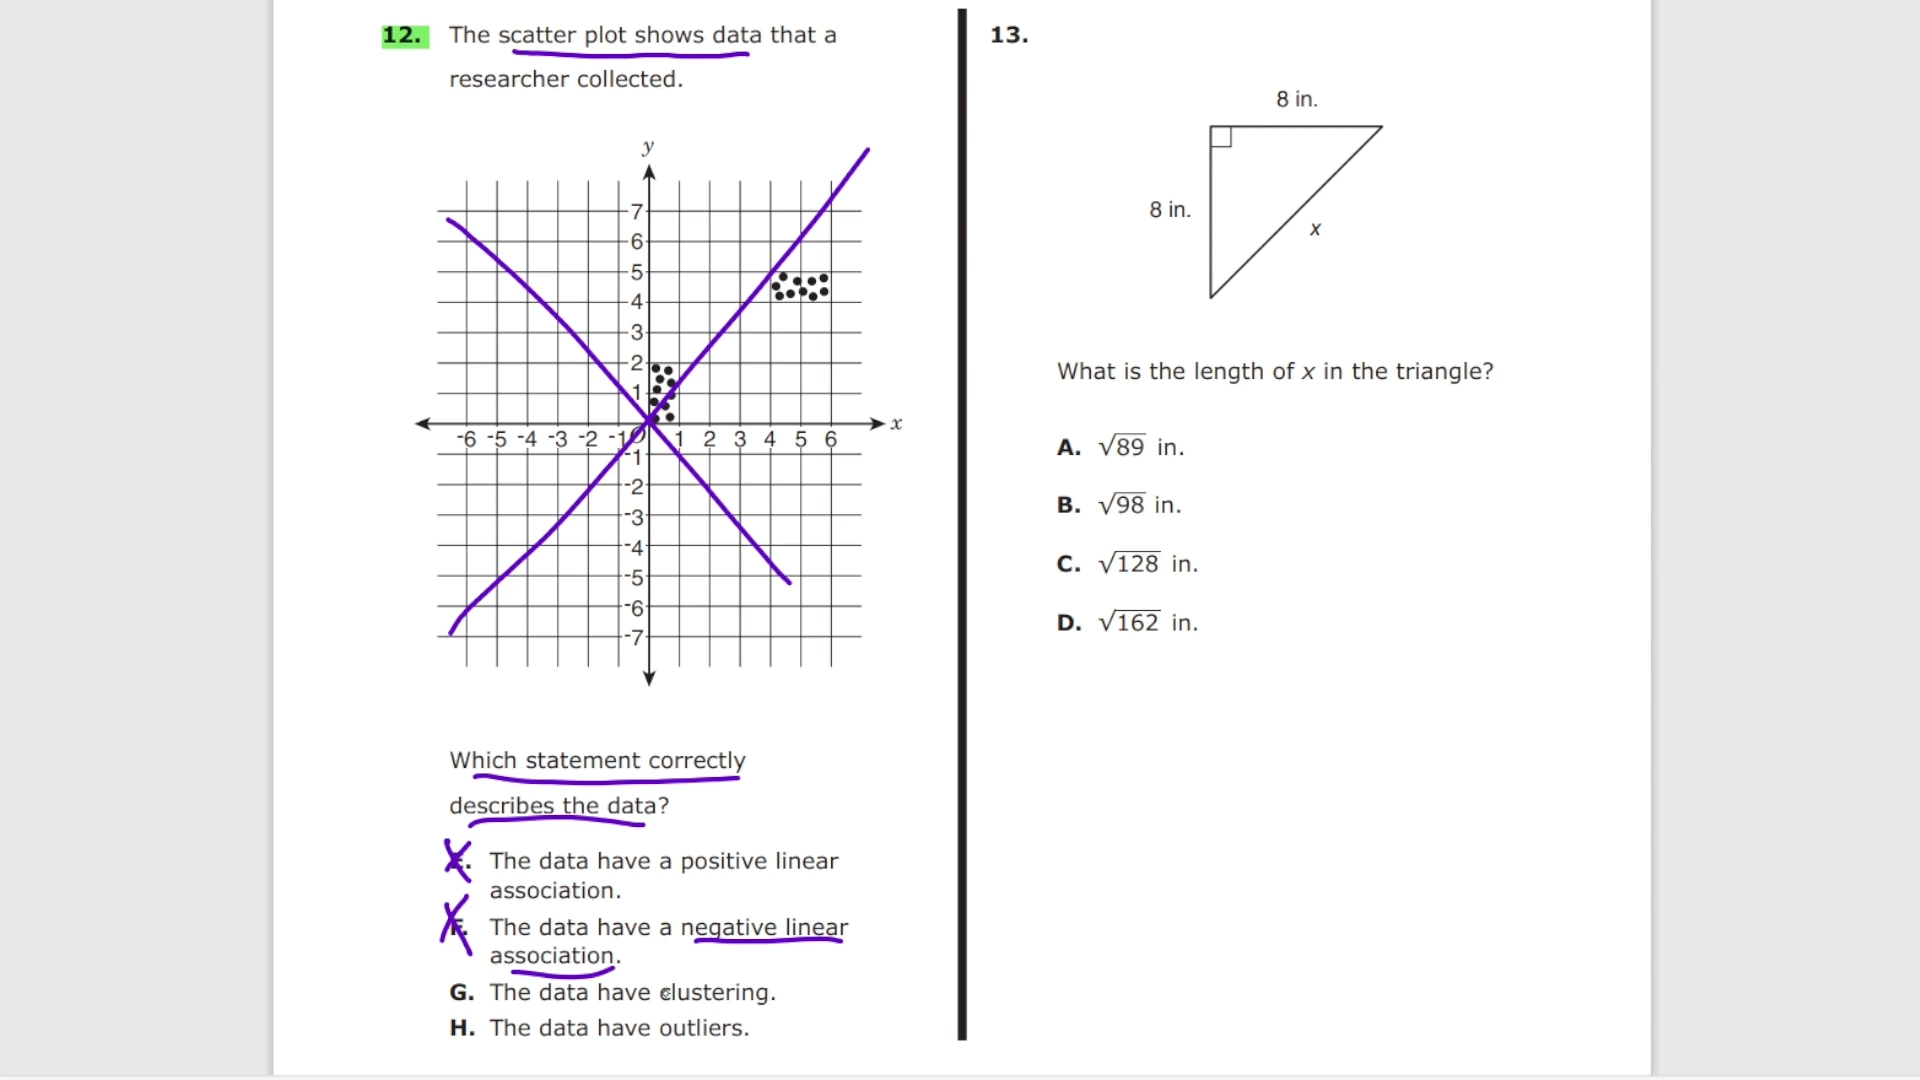 12. The scatter plot shows data that a
researcher collected.
y
7
6
5
4
3
2
1
-6 -5 -4 -3 -2 -1 O 1 2 3 4 5 6 x
-1
-2
-3
-4
-5
-6
-7
Which statement correctly
describes the data?
E. The data have a positive linear
association.
F. The data have a negative linear
association.
G. The data have clustering.
H. The data have outliers.
13.
8 in.
8 in.
x
What is the length of x in the triangle?
A. √89 in.
B. √98 in.
C. √128 in.
D. √162 in.